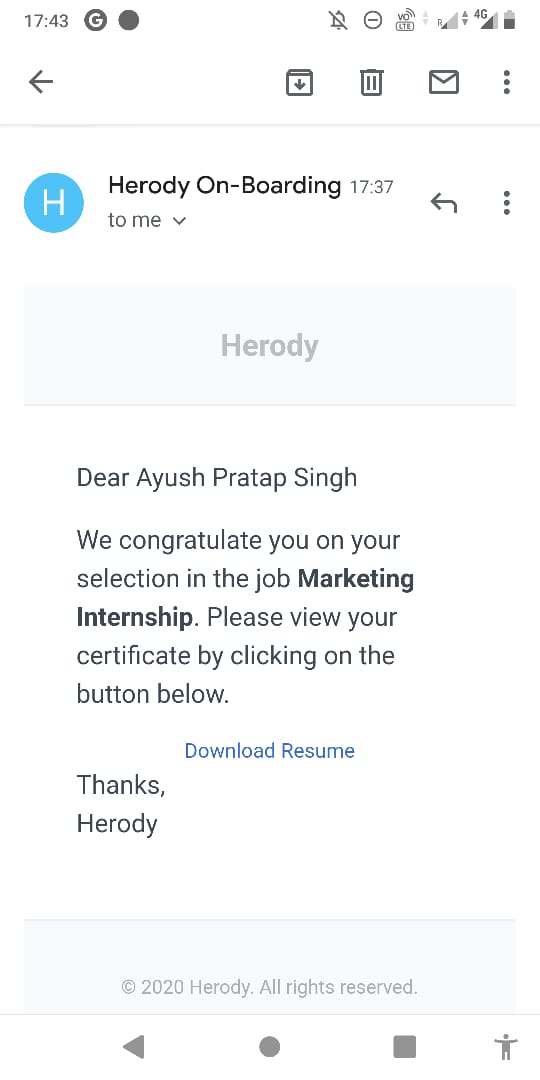 17:43 G VO LTE R 4G
Herody On-Boarding 17:37
H
to me
Herody
Dear Ayush Pratap Singh
We congratulate you on your
selection in the job Marketing
Internship. Please view your
certificate by clicking on the
button below.
Download Resume
Thanks,
Herody
© 2020 Herody. All rights reserved.